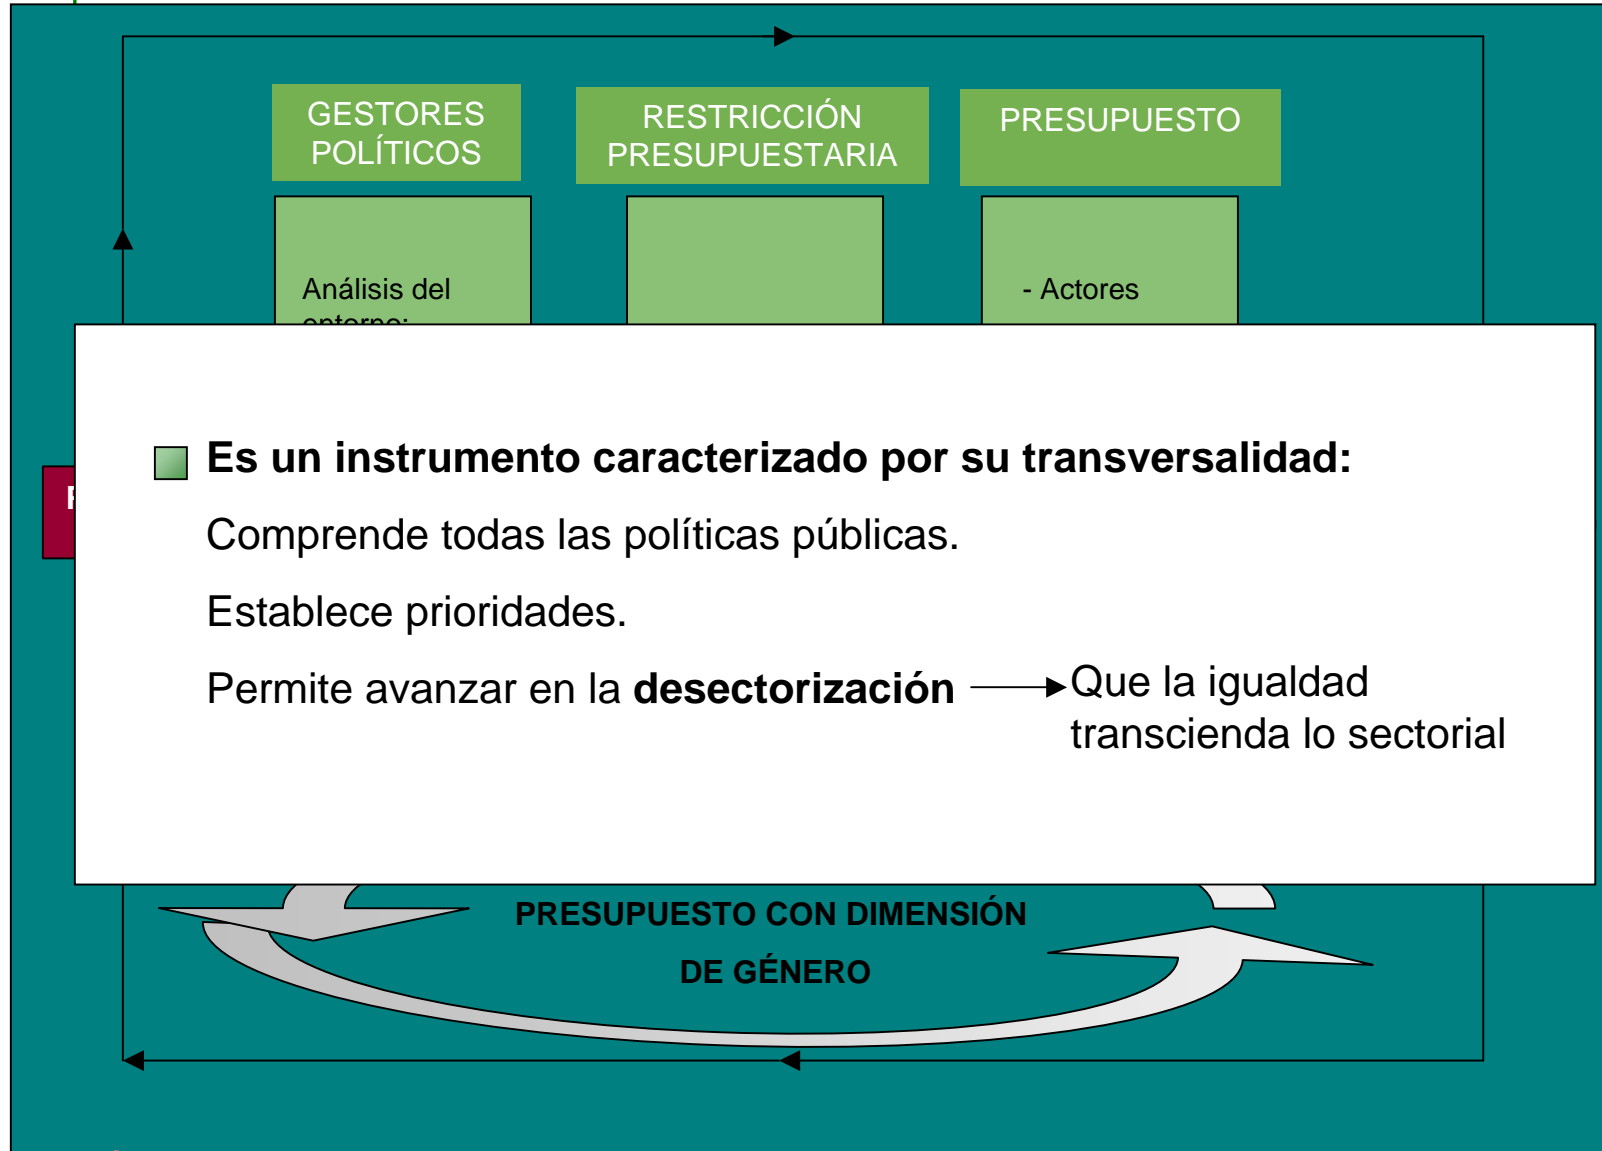 GESTORES
POLÍTICOS
RESTRICCIÓN
PRESUPUESTARIA
PRESUPUESTO
Análisis del
entorno:
- Actores
Es un instrumento caracterizado por su transversalidad:
Comprende todas las políticas públicas.
Establece prioridades.
Permite avanzar en la desectorización
Que la igualdad
transcienda lo sectorial
PRESUPUESTO CON DIMENSIÓN
DE GÉNERO